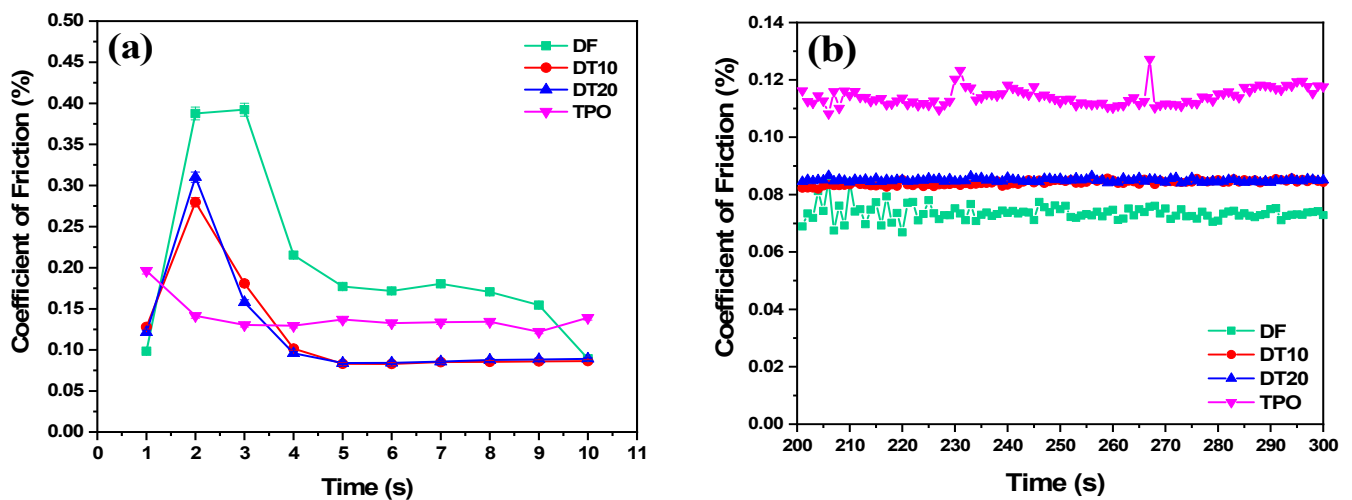 (a)
DF
DT10
DT20
TPO
Coefficient of Friction (%)
0.50
0.45
0.40
0.35
0.30
0.25
0.20
0.15
0.10
0.05
0.00
0 1 2 3 4 5 6 7 8 9 10 11
Time (s)
(b)
Coefficient of Friction (%)
0.14
0.12
0.10
0.08
0.06
0.04
0.02
0.00
DF
DT10
DT20
TPO
200 210 220 230 240 250 260 270 280 290 300
Time (s)